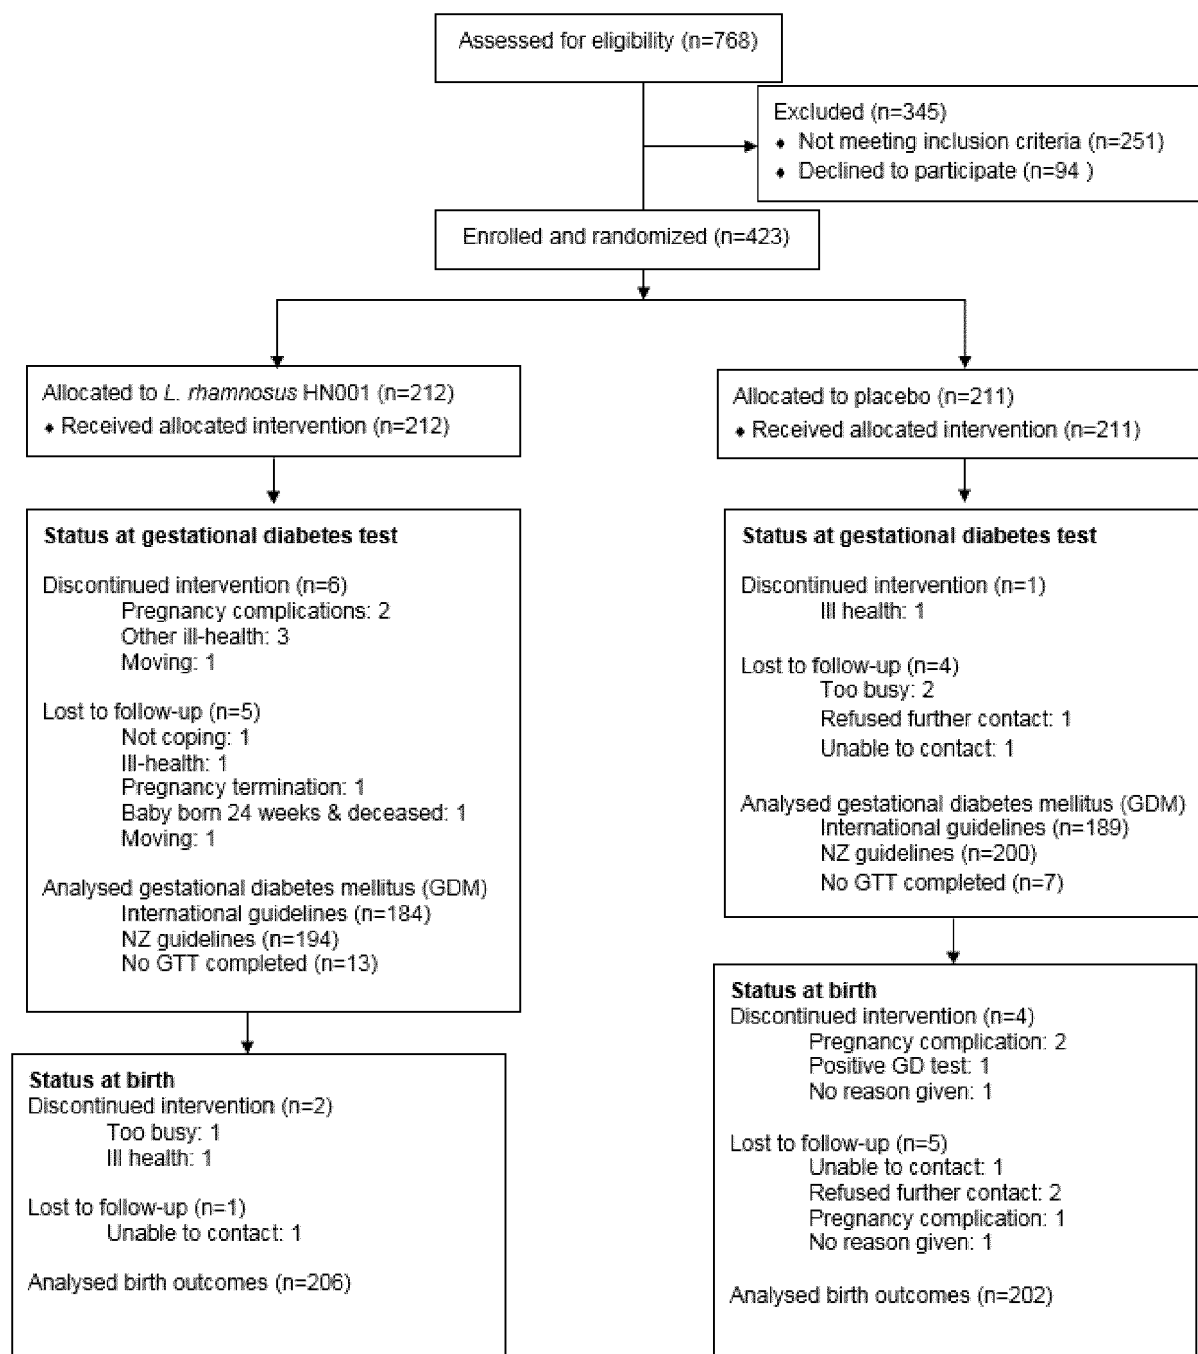 Assessed for eligibility (n=768)
Excluded (n=345)
♦ Not meeting inclusion criteria (n=251)
♦ Declined to participate (n=94 )
Enrolled and randomized (n=423)
Allocated to L. rhamnosus HN001 (n=212)
♦ Received allocated intervention (n=212)
Allocated to placebo (n=211)
♦ Received allocated intervention (n=211)
Status at gestational diabetes test
Discontinued intervention (n=6)
Pregnancy complications: 2
Other ill-health: 3
Moving: 1
Lost to follow-up (n=5)
Not coping: 1
Ill-health: 1
Pregnancy termination: 1
Baby born 24 weeks & deceased: 1
Moving: 1
Analysed gestational diabetes mellitus (GDM)
International guidelines (n=184)
NZ guidelines (n=194)
No GTT completed (n=13)
Status at gestational diabetes test
Discontinued intervention (n=1)
Ill health: 1
Lost to follow-up (n=4)
Too busy: 2
Refused further contact: 1
Unable to contact: 1
Analysed gestational diabetes mellitus (GDM)
International guidelines (n=189)
NZ guidelines (n=200)
No GTT completed (n=7)
Status at birth
Discontinued intervention (n=2)
Too busy: 1
Ill health: 1
Lost to follow-up (n=1)
Unable to contact: 1
Analysed birth outcomes (n=206)
Status at birth
Discontinued intervention (n=4)
Pregnancy complication: 2
Positive GD test: 1
No reason given: 1
Lost to follow-up (n=5)
Unable to contact: 1
Refused further contact: 2
Pregnancy complication: 1
No reason given: 1
Analysed birth outcomes (n=202)